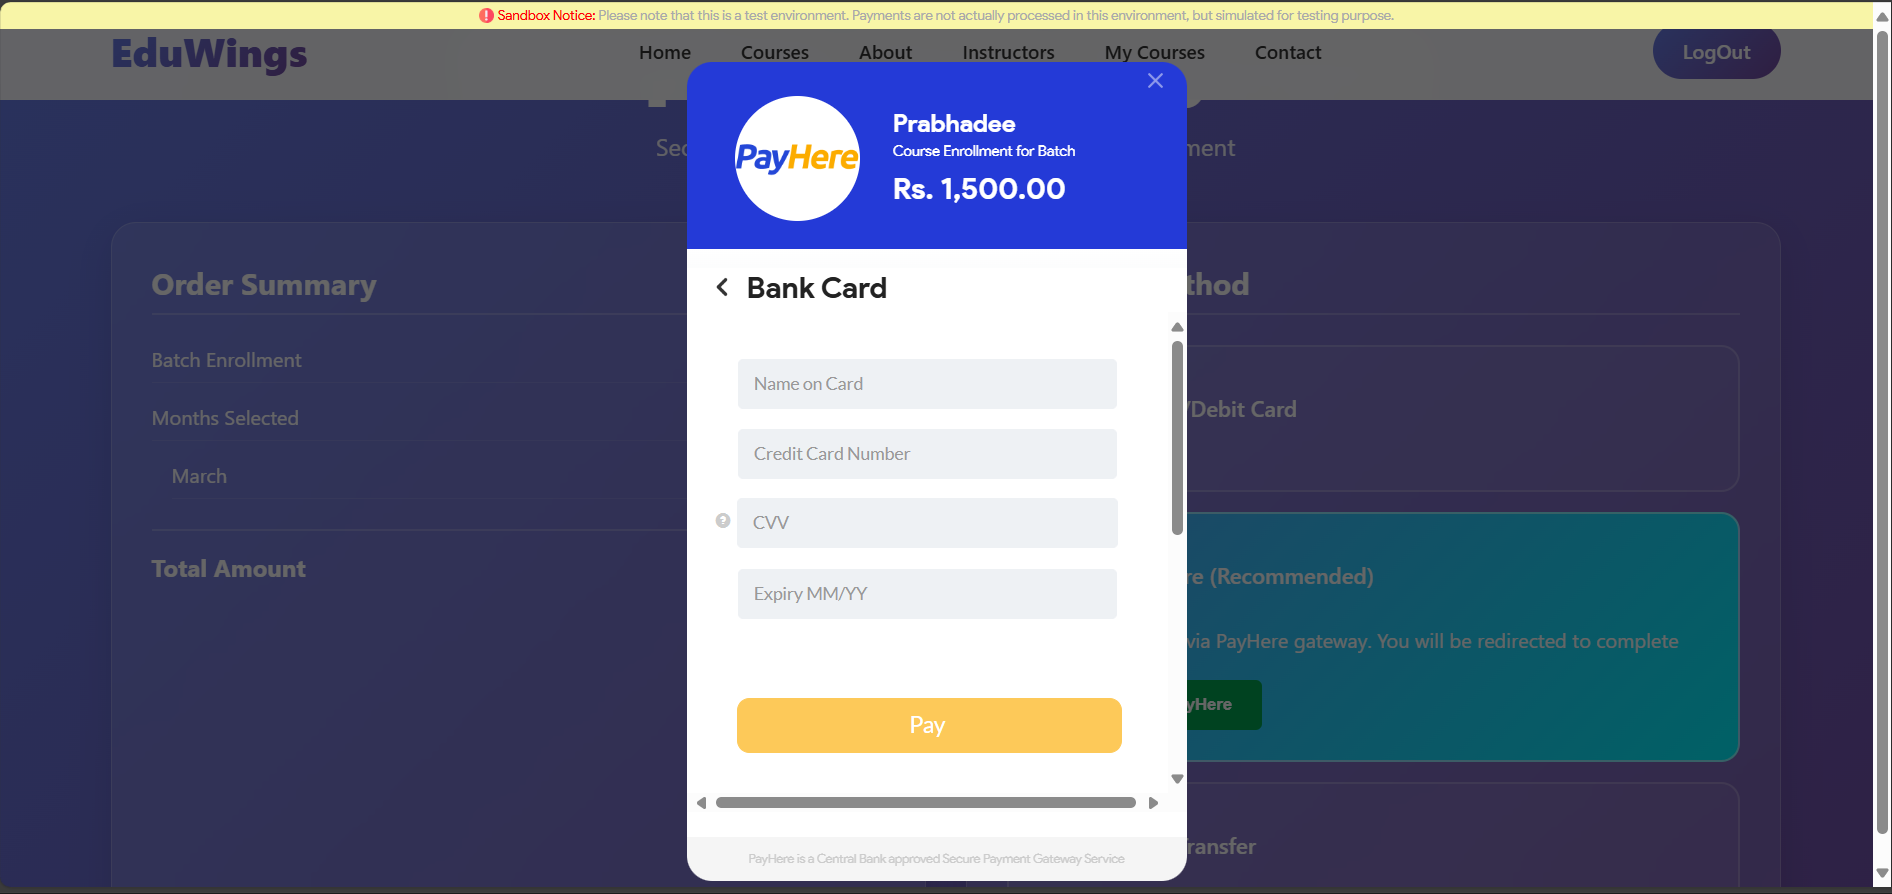 Sandbox Notice: Please note that this is a test environment. Payments are not actually processed in this environment, but simulated for testing purpose.
EduWings
Home
Courses
About
Instructors
My Courses
Contact
LogOut
PayHere
Prabhadee
Course Enrollment for Batch
Rs. 1,500.00
Sec
ment
Order Summary
Batch Enrollment
Months Selected
March
Total Amount
Bank Card
Name on Card
Credit Card Number
CVV
Expiry MM/YY
Pay
PayHere is a Central Bank approved Secure Payment Gateway Service
thod
/Debit Card
re (Recommended)
via PayHere gateway. You will be redirected to complete
yHere
ransfer